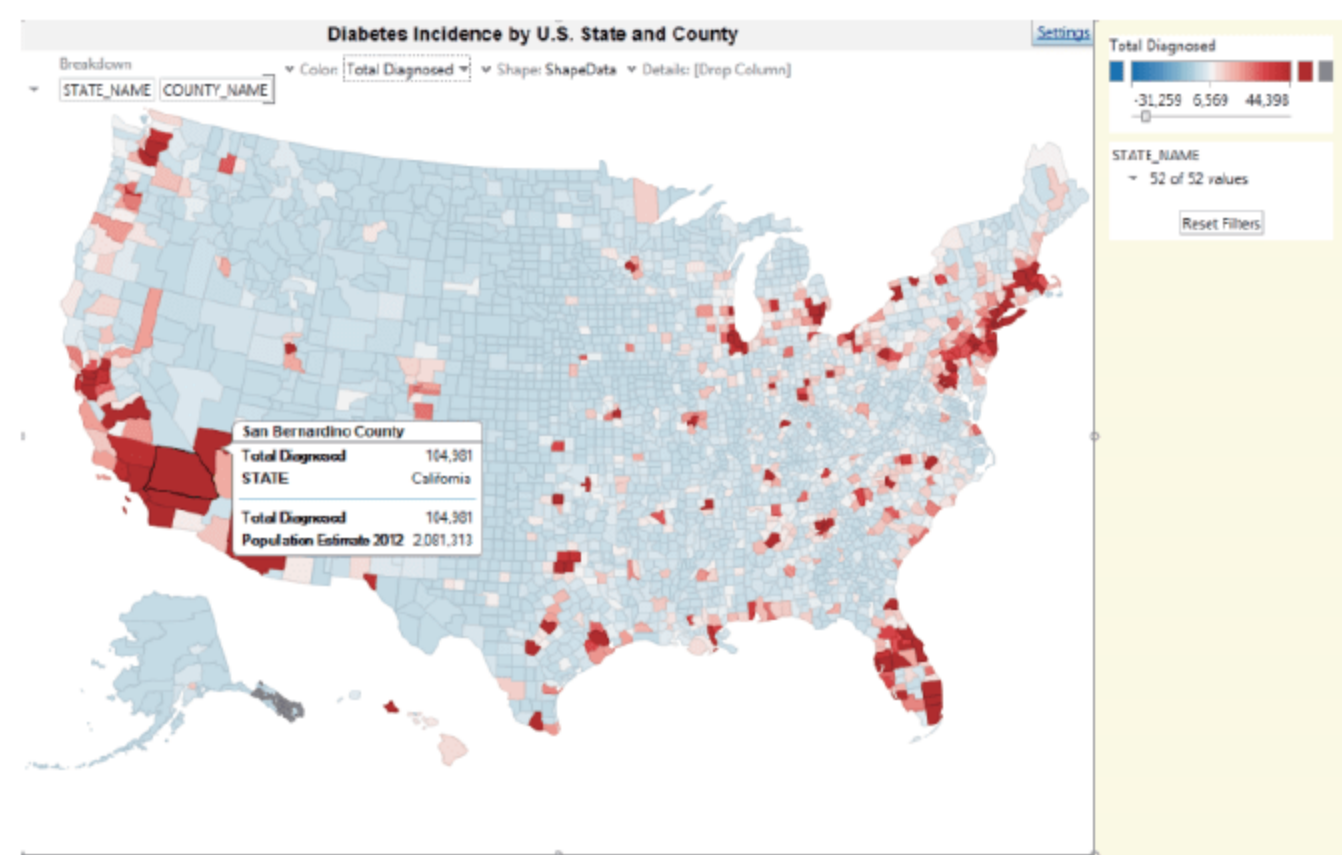 Diabetes Incidence by U.S. State and County
Settings
Breakdown
STATE_NAME COUNTY_NAME
Color: Total Diagnosed Shape: ShapeData Details: [Drop Column]
San Bernardino County
Total Diagnosed 104,981
STATE California
Total Diagnosed 104,981
Population Estimate 2012 2,081,313
Total Diagnosed
-31,259 6,569 44,398
STATE_NAME
52 of 52 values
Reset Filters